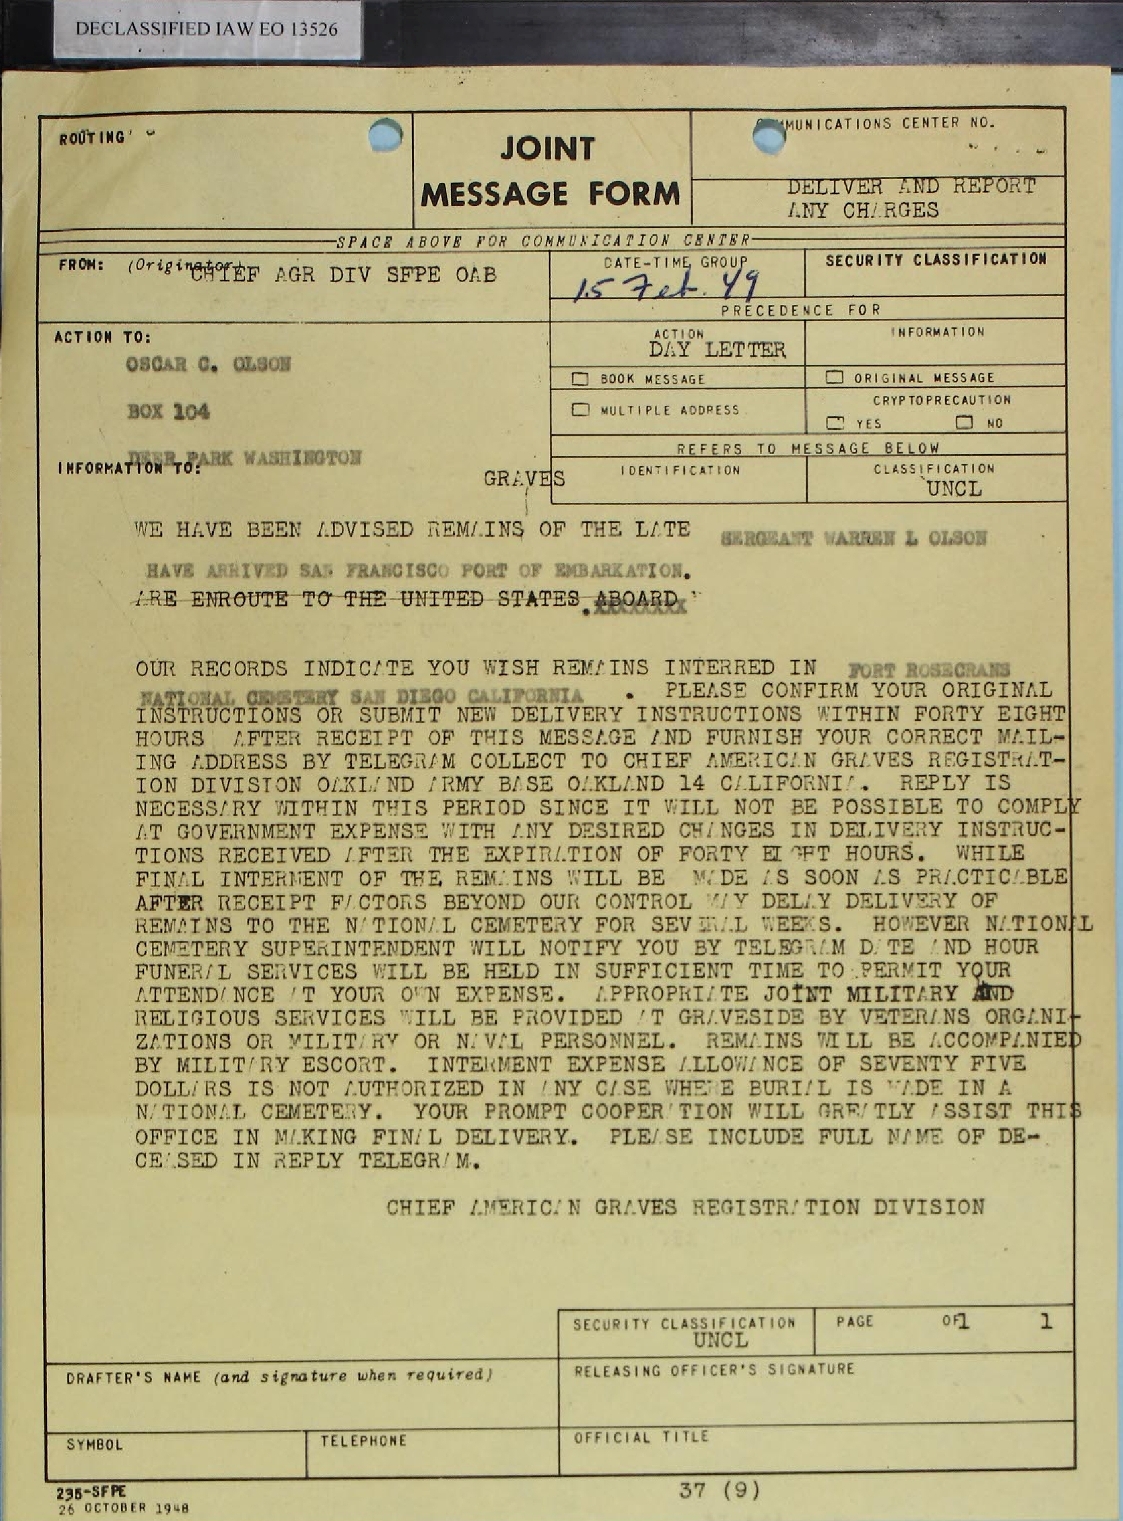 DECLASSIFIED IAW EO 13526
ROUTING
JOINT
MESSAGE FORM
COMMUNICATIONS CENTER NO.
DELIVER AND REPORT
ANY CHARGES
SPACE ABOVE FOR COMMUNICATION CENTER
FROM: (Originator)
CHIEF AGR DIV SFPE OAB
DATE-TIME GROUP
15 Feb. 49
SECURITY CLASSIFICATION
PRECEDENCE FOR
ACTION TO:
OSCAR C. OLSON
BOX 104
DEER PARK WASHINGTON
INFORMATION TO:
ACTION
DAY LETTER
INFORMATION
BOOK MESSAGE
ORIGINAL MESSAGE
MULTIPLE ADDRESS
CRYPTOPRECAUTION
YES NO
REFERS TO MESSAGE BELOW
GRAVES
IDENTIFICATION
CLASSIFICATION
UNCL
WE HAVE BEEN ADVISED REMAINS OF THE LATE SERGEANT WARREN L OLSON
HAVE ARRIVED SAN FRANCISCO PORT OF EMBARKATION.
ARE ENROUTE TO THE UNITED STATES ABOARD
OUR RECORDS INDICATE YOU WISH REMAINS INTERRED IN FORT ROSECRANS
NATIONAL CEMETERY SAN DIEGO CALIFORNIA . PLEASE CONFIRM YOUR ORIGINAL
INSTRUCTIONS OR SUBMIT NEW DELIVERY INSTRUCTIONS WITHIN FORTY EIGHT
HOURS AFTER RECEIPT OF THIS MESSAGE AND FURNISH YOUR CORRECT MAIL-
ING ADDRESS BY TELEGRAM COLLECT TO CHIEF AMERICAN GRAVES REGISTRAT-
ION DIVISION OAKLAND ARMY BASE OAKLAND 14 CALIFORNIA. REPLY IS
NECESSARY WITHIN THIS PERIOD SINCE IT WILL NOT BE POSSIBLE TO COMPLY
AT GOVERNMENT EXPENSE WITH ANY DESIRED CHANGES IN DELIVERY INSTRUC-
TIONS RECEIVED AFTER THE EXPIRATION OF FORTY EIGHT HOURS. WHILE
FINAL INTERMENT OF THE REMAINS WILL BE MADE AS SOON AS PRACTICABLE
AFTER RECEIPT FACTORS BEYOND OUR CONTROL MAY DELAY DELIVERY OF
REMAINS TO THE NATIONAL CEMETERY FOR SEVERAL WEEKS. HOWEVER NATIONAL
CEMETERY SUPERINTENDENT WILL NOTIFY YOU BY TELEGRAM DATE AND HOUR
FUNERAL SERVICES WILL BE HELD IN SUFFICIENT TIME TO PERMIT YOUR
ATTENDANCE AT YOUR OWN EXPENSE. APPROPRIATE JOINT MILITARY AND
RELIGIOUS SERVICES WILL BE PROVIDED AT GRAVESIDE BY VETERANS ORGANI-
ZATIONS OR MILITARY OR NAVAL PERSONNEL. REMAINS WILL BE ACCOMPANIED
BY MILITARY ESCORT. INTERMENT EXPENSE ALLOWANCE OF SEVENTY FIVE
DOLLARS IS NOT AUTHORIZED IN ANY CASE WHERE BURIAL IS MADE IN A
NATIONAL CEMETERY. YOUR PROMPT COOPERATION WILL GREATLY ASSIST THIS
OFFICE IN MAKING FINAL DELIVERY. PLEASE INCLUDE FULL NAME OF DE-
CEASED IN REPLY TELEGRAM.
CHIEF AMERICAN GRAVES REGISTRATION DIVISION
SECURITY CLASSIFICATION
UNCL
PAGE 1 OF 1
DRAFTER'S NAME (and signature when required)
RELEASING OFFICER'S SIGNATURE
SYMBOL
TELEPHONE
OFFICIAL TITLE
235-SFPE
26 OCTOBER 1948
37 (9)